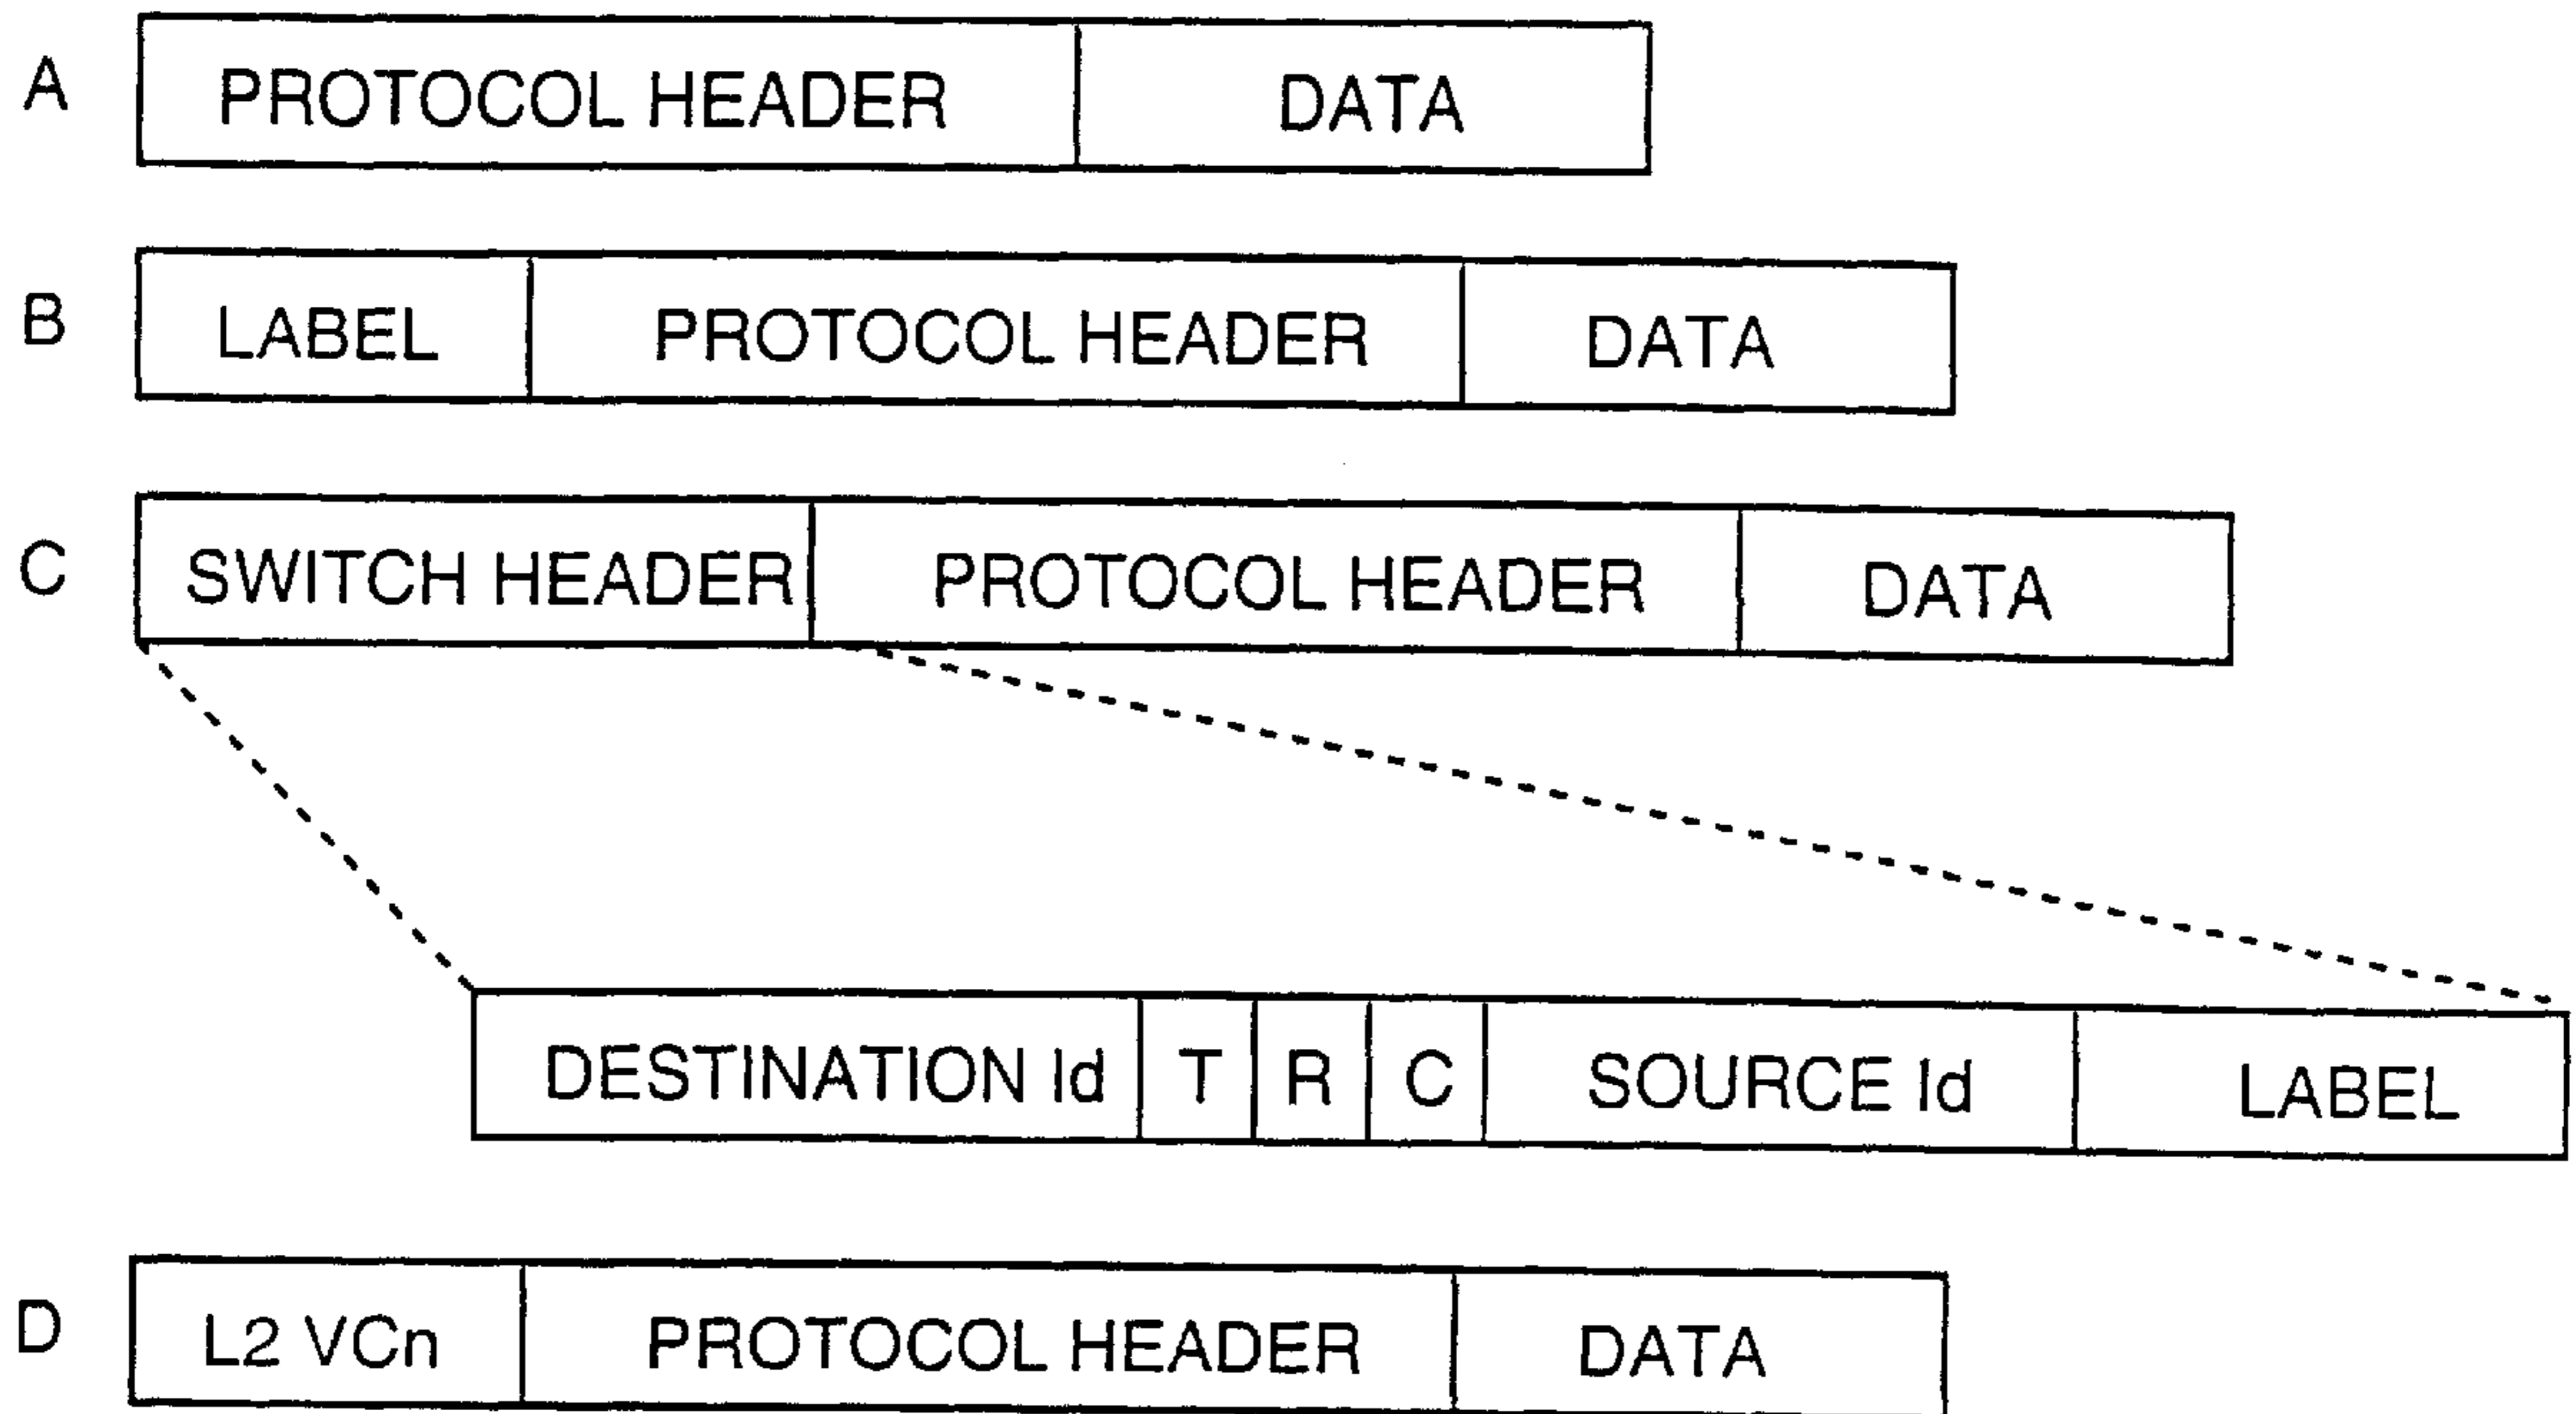 A PROTOCOL HEADER DATA
B LABEL PROTOCOL HEADER DATA
C SWITCH HEADER PROTOCOL HEADER DATA
DESTINATION Id T R C SOURCE Id LABEL
D L2 VCn PROTOCOL HEADER DATA